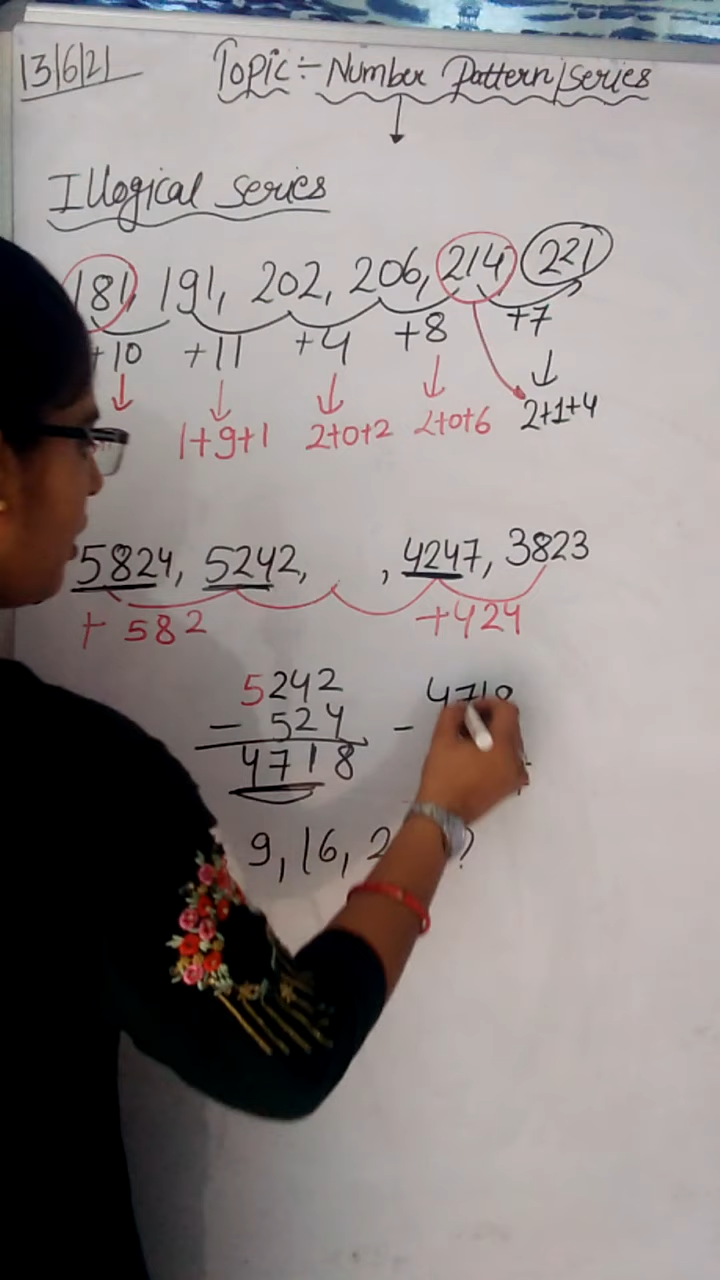 13/6/21
Topic :- Number Pattern/Series
Illogical Series
181, 191, 202, 206, 214 221
+10 +11 +4 +8 +7
1+9+1 2+0+2 2+0+6 2+1+4
5824, 5242, , 4247, 3823
+ 582 +424
5242 4718
- 524 -
4718
9, 16, 2 ?